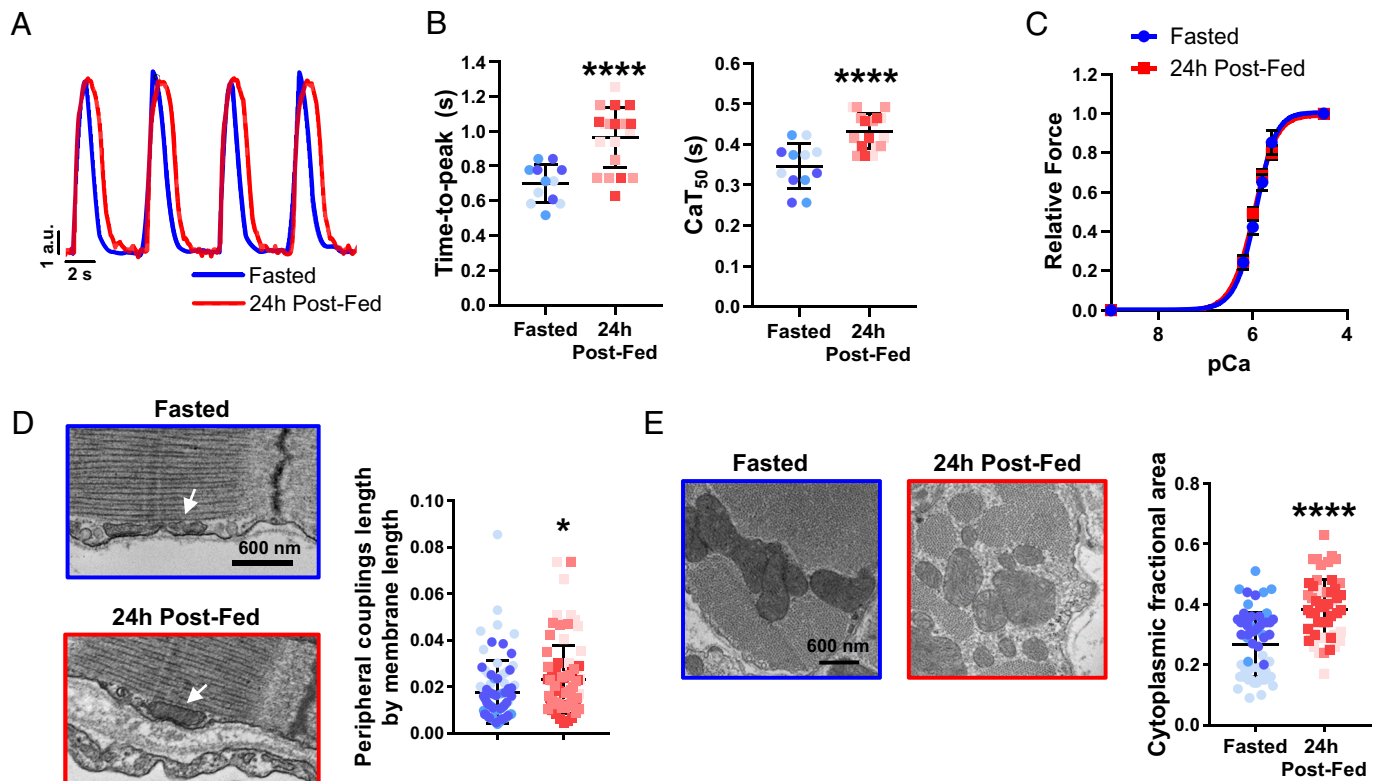 A
1 a.u.
2 s
Fasted
24h Post-Fed
B
Time-to-peak (s)
1.4
1.2
1.0
0.8
0.6
0.4
0.2
0.0
****
Fasted
24h
Post-Fed
CaT50 (s)
0.6
0.5
0.4
0.3
0.2
0.1
0.0
****
Fasted
24h
Post-Fed
C
Fasted
24h Post-Fed
Relative Force
1.2
1.0
0.8
0.6
0.4
0.2
0.0
8
6
4
pCa
D
Fasted
600 nm
24h Post-Fed
Peripheral couplings length
by membrane length
0.10
0.08
0.06
0.04
0.02
0.00
*
E
Fasted
600 nm
24h Post-Fed
Cytoplasmic fractional area
0.8
0.6
0.4
0.2
0.0
****
Fasted
24h
Post-Fed